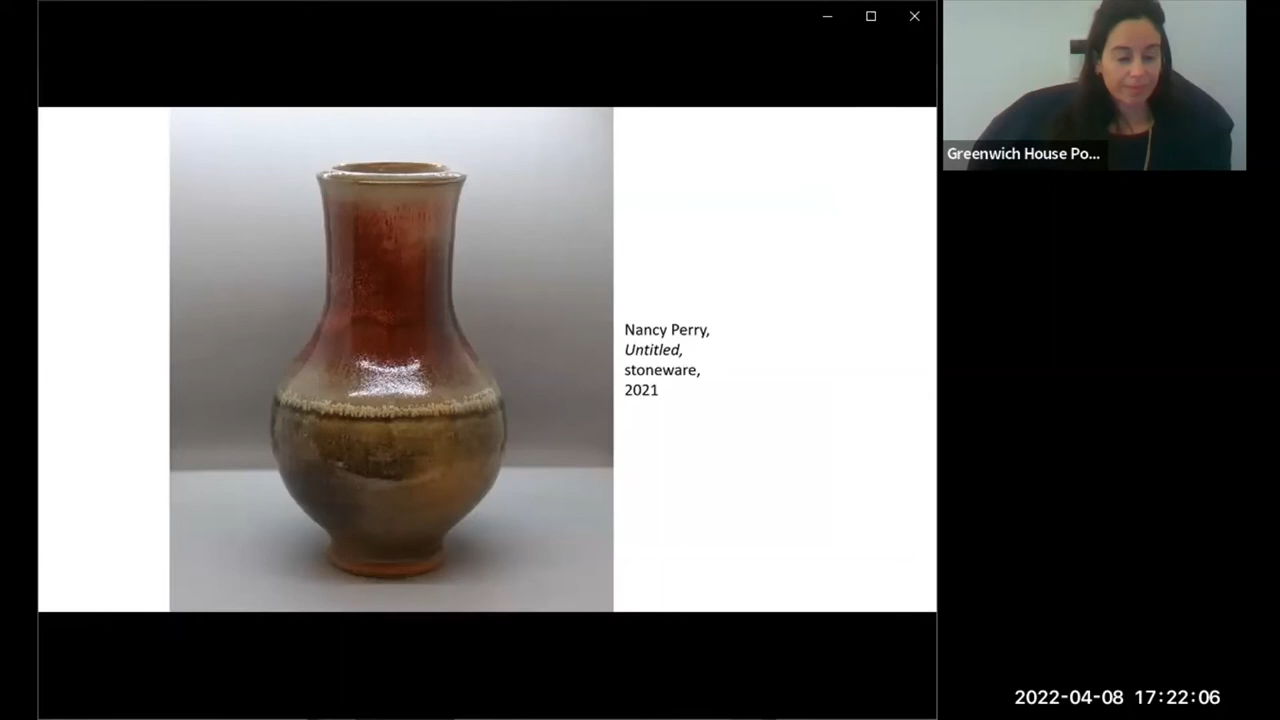 Greenwich House Po...
Nancy Perry,
Untitled,
stoneware,
2021
2022-04-08 17:22:06